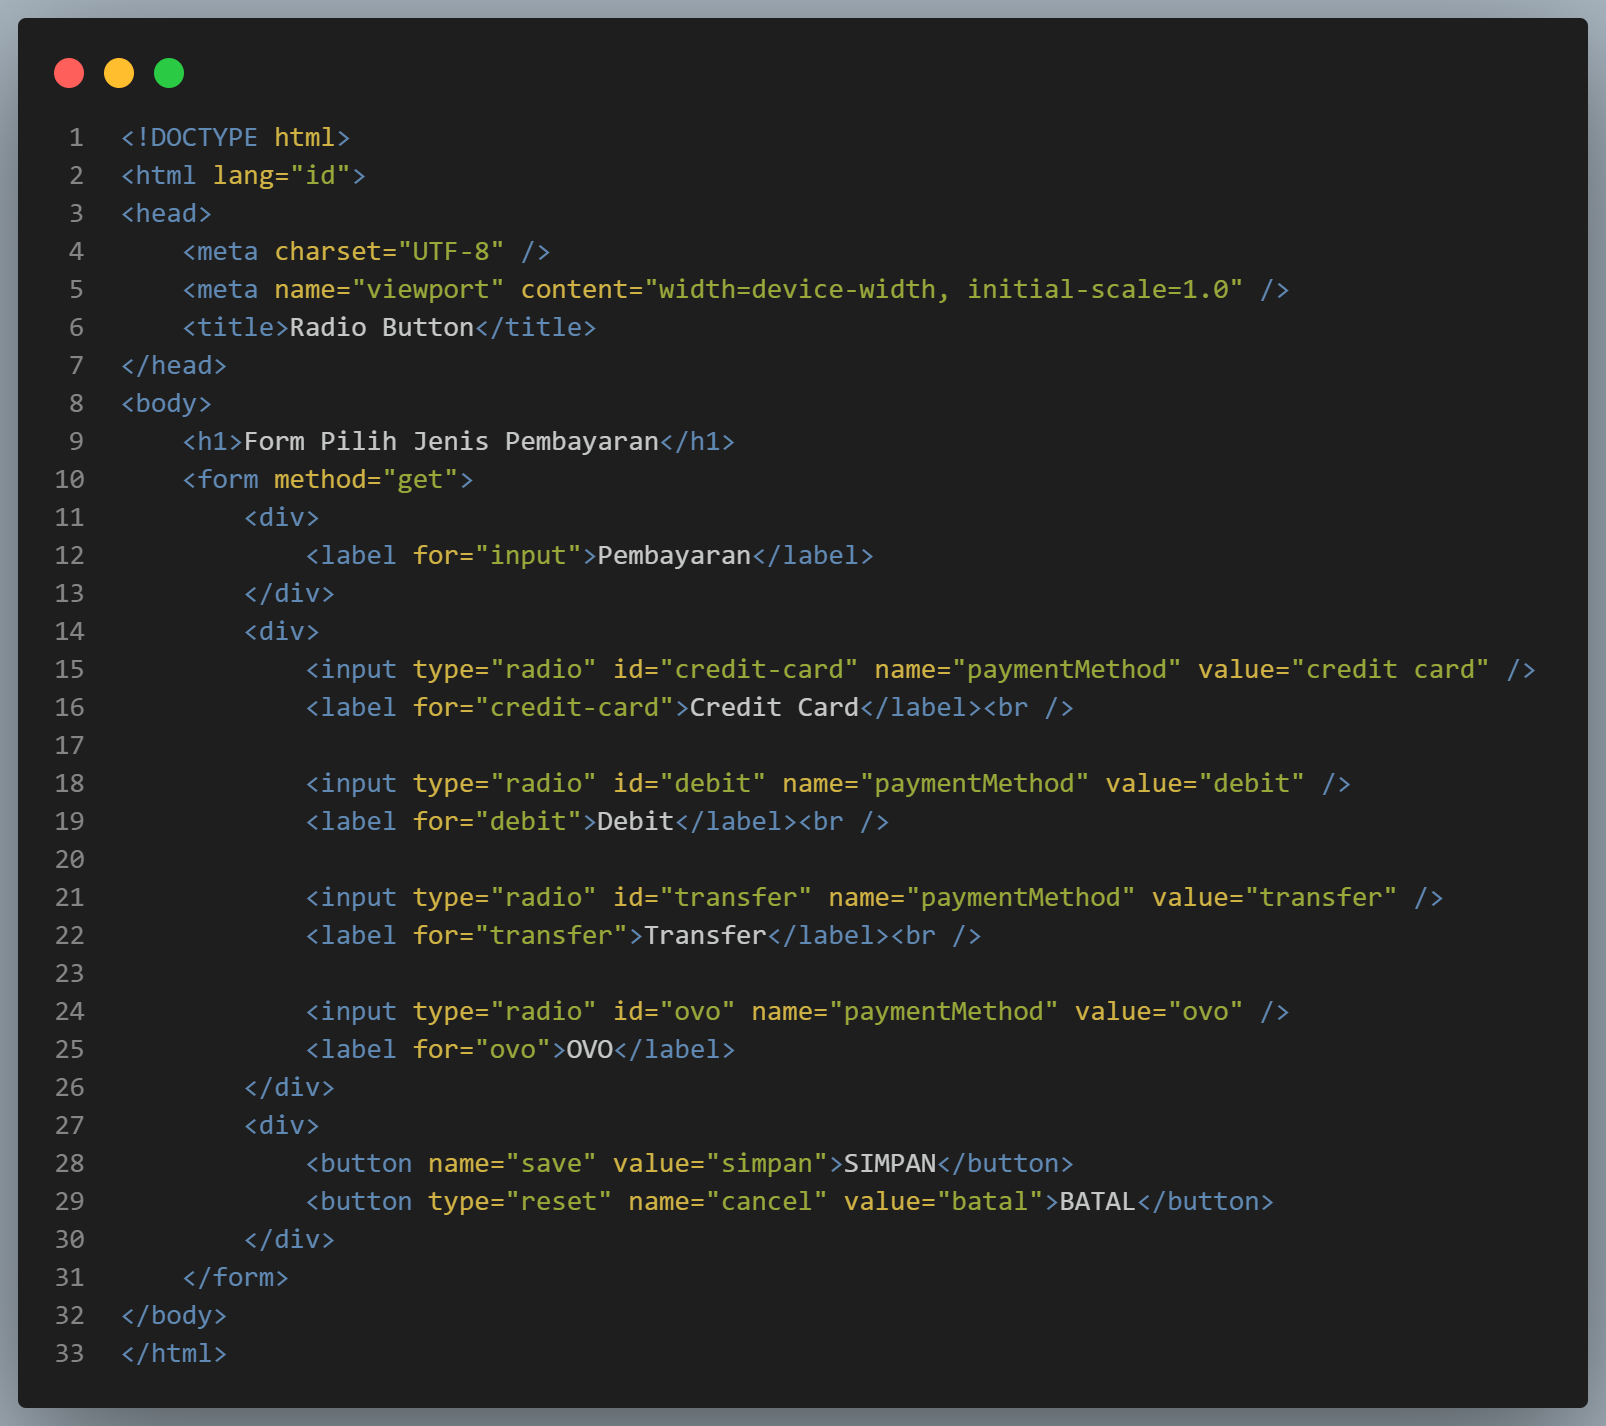 1 <!DOCTYPE html>
2 <html lang="id">
3 <head>
4     <meta charset="UTF-8" />
5     <meta name="viewport" content="width=device-width, initial-scale=1.0" />
6     <title>Radio Button</title>
7 </head>
8 <body>
9     <h1>Form Pilih Jenis Pembayaran</h1>
10     <form method="get">
11         <div>
12             <label for="input">Pembayaran</label>
13         </div>
14         <div>
15             <input type="radio" id="credit-card" name="paymentMethod" value="credit card" />
16             <label for="credit-card">Credit Card</label><br />
17
18             <input type="radio" id="debit" name="paymentMethod" value="debit" />
19             <label for="debit">Debit</label><br />
20
21             <input type="radio" id="transfer" name="paymentMethod" value="transfer" />
22             <label for="transfer">Transfer</label><br />
23
24             <input type="radio" id="ovo" name="paymentMethod" value="ovo" />
25             <label for="ovo">OVO</label>
26         </div>
27         <div>
28             <button name="save" value="simpan">SIMPAN</button>
29             <button type="reset" name="cancel" value="batal">BATAL</button>
30         </div>
31     </form>
32 </body>
33 </html>